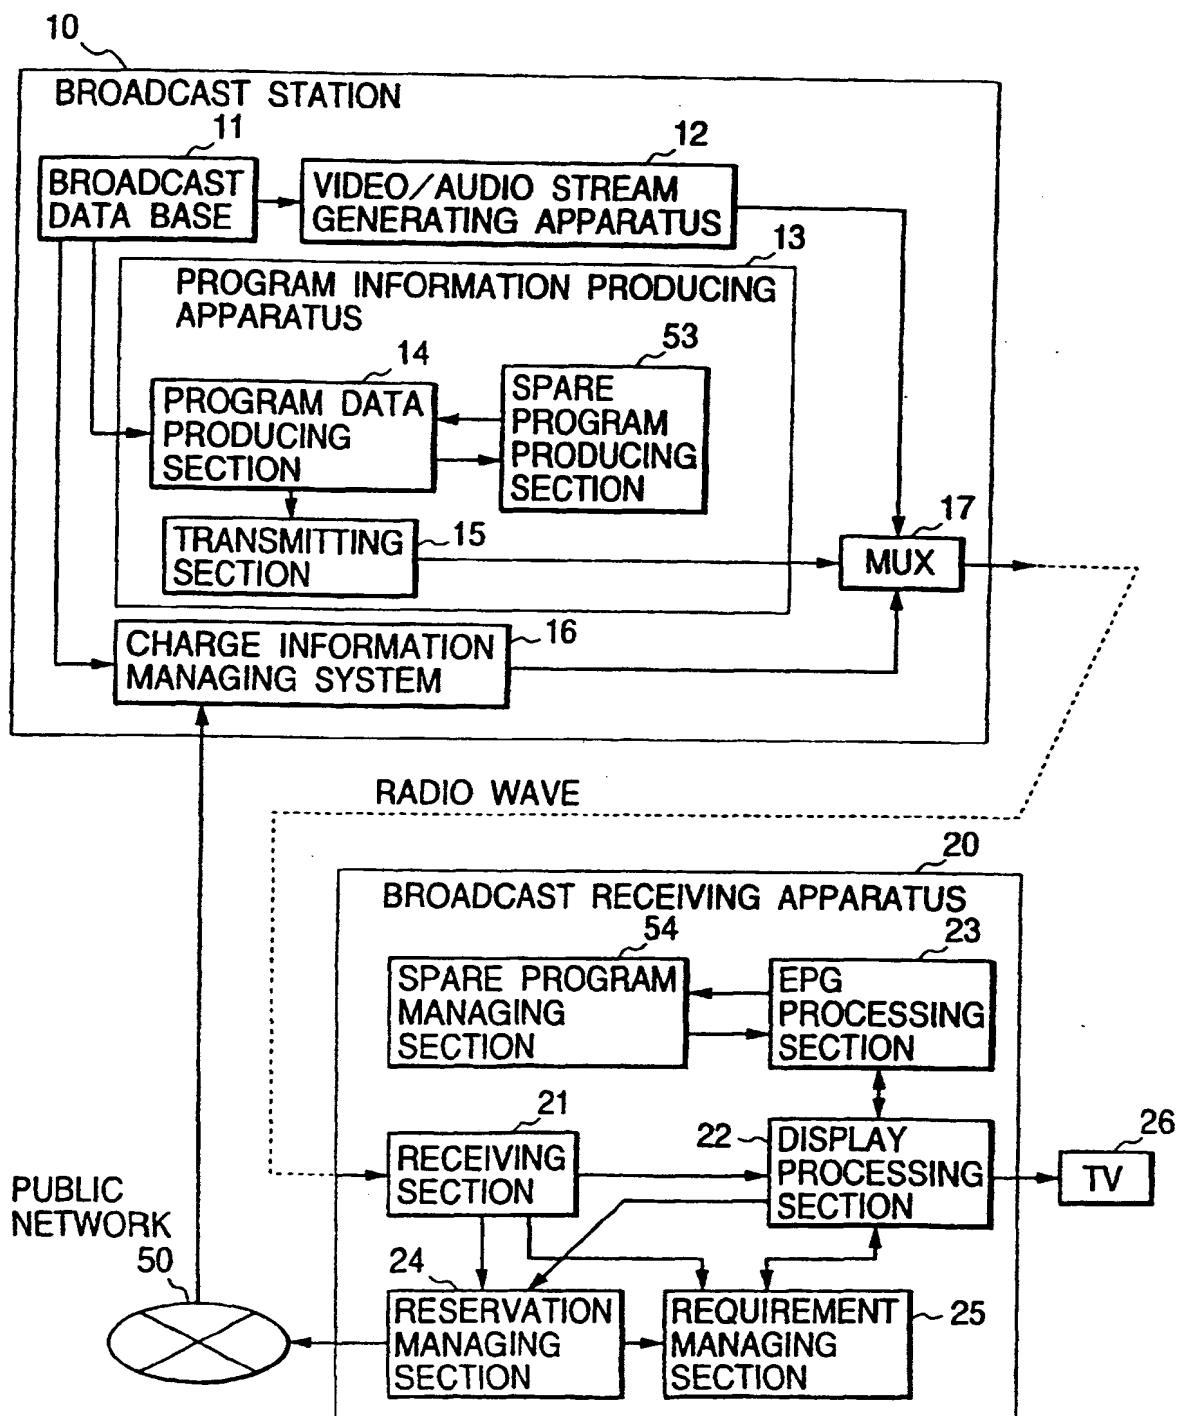 10
BROADCAST STATION
11
BROADCAST
DATA BASE
12
VIDEO/AUDIO STREAM
GENERATING APPARATUS
13
PROGRAM INFORMATION PRODUCING
APPARATUS
14
PROGRAM DATA
PRODUCING
SECTION
53
SPARE
PROGRAM
PRODUCING
SECTION
TRANSMITTING
SECTION
15
17
MUX
16
CHARGE INFORMATION
MANAGING SYSTEM
RADIO WAVE
20
BROADCAST RECEIVING APPARATUS
54
SPARE PROGRAM
MANAGING
SECTION
23
EPG
PROCESSING
SECTION
21
RECEIVING
SECTION
22
DISPLAY
PROCESSING
SECTION
26
TV
PUBLIC
NETWORK
50
24
RESERVATION
MANAGING
SECTION
REQUIREMENT
MANAGING
SECTION
25